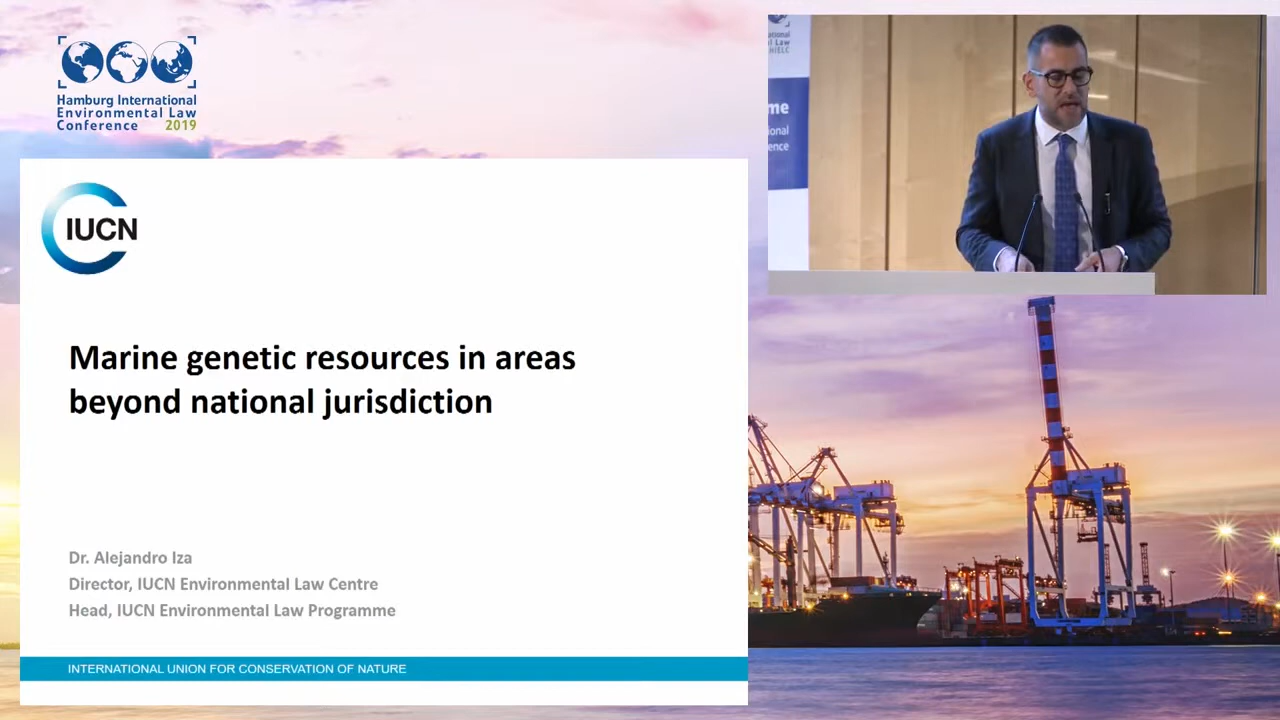 Hamburg International
Environmental Law
Conference 2019
IUCN
Marine genetic resources in areas
beyond national jurisdiction
Dr. Alejandro Iza
Director, IUCN Environmental Law Centre
Head, IUCN Environmental Law Programme
INTERNATIONAL UNION FOR CONSERVATION OF NATURE